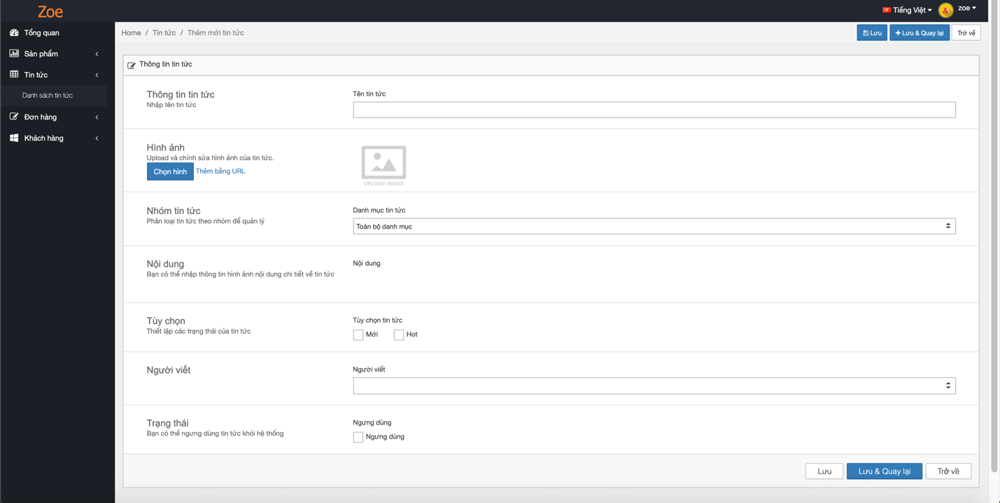 Zoe
Tiếng Việt
zoe
Tổng quan
Sản phẩm
Tin tức
Danh sách tin tức
Đơn hàng
Khách hàng
Home / Tin tức / Thêm mới tin tức
Lưu
Lưu & Quay lại
Trở về
Thông tin tin tức
Thông tin tin tức
Nhập tên tin tức
Tên tin tức
Hình ảnh
Upload và chỉnh sửa hình ảnh của tin tức.
Chọn hình
Thêm bằng URL
UPLOAD IMAGE
Nhóm tin tức
Phân loại tin tức theo nhóm để quản lý
Danh mục tin tức
Toàn bộ danh mục
Nội dung
Bạn có thể nhập thông tin hình ảnh nội dung chi tiết về tin tức
Nội dung
Tùy chọn
Thiết lập các trạng thái của tin tức
Tùy chọn tin tức
Mới
Hot
Người viết
Người viết
Trạng thái
Bạn có thể ngưng dùng tin tức khỏi hệ thống
Ngưng dùng
Ngưng dùng
Lưu
Lưu & Quay lại
Trở về